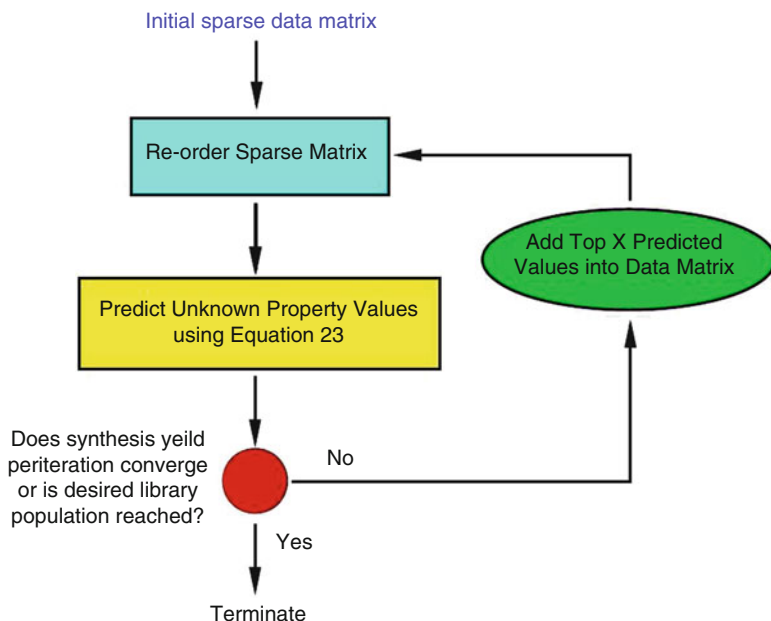 Initial sparse data matrix
Re-order Sparse Matrix
Add Top X Predicted
Values into Data Matrix
Predict Unknown Property Values
using Equation 23
Does synthesis yeild
periteration converge
or is desired library
population reached?
No
Yes
Terminate